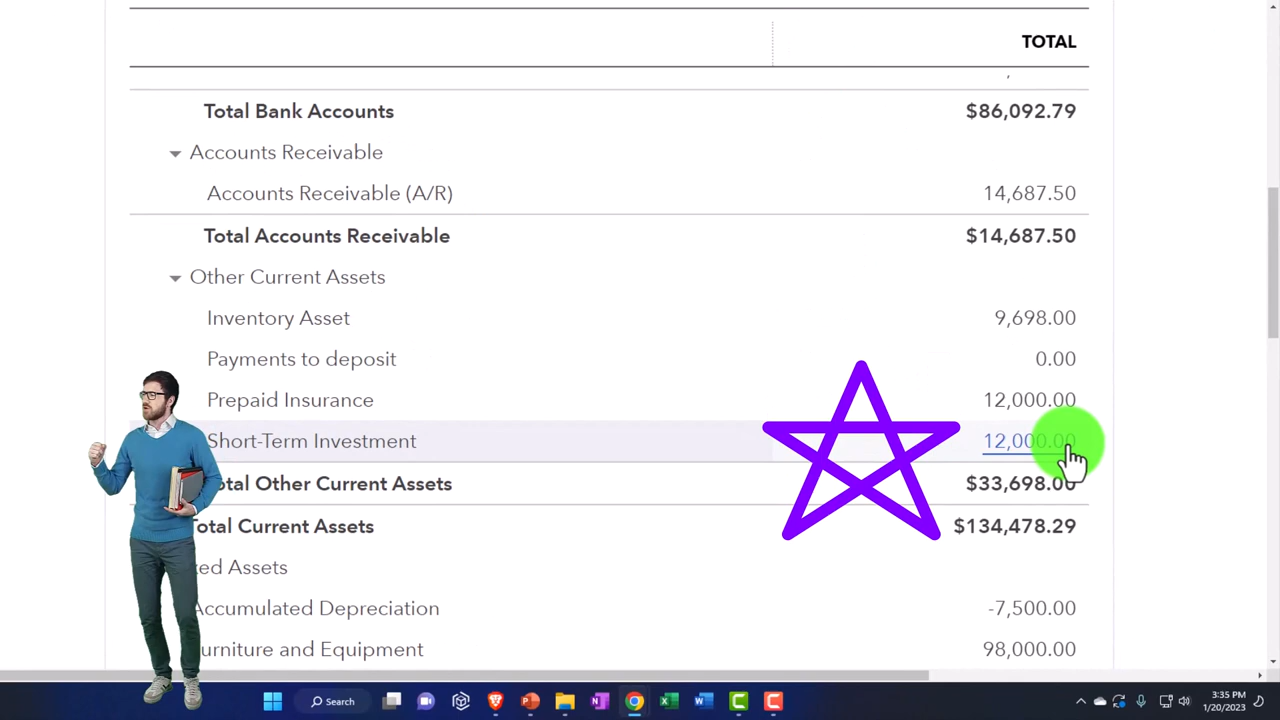 TOTAL
Total Bank Accounts $86,092.79
Accounts Receivable
Accounts Receivable (A/R) 14,687.50
Total Accounts Receivable $14,687.50
Other Current Assets
Inventory Asset 9,698.00
Payments to deposit 0.00
Prepaid Insurance 12,000.00
Short-Term Investment 12,000.00
otal Other Current Assets $33,698.00
otal Current Assets $134,478.29
ed Assets
Accumulated Depreciation -7,500.00
urniture and Equipment 98,000.00
Search
3:35 PM
1/20/2023